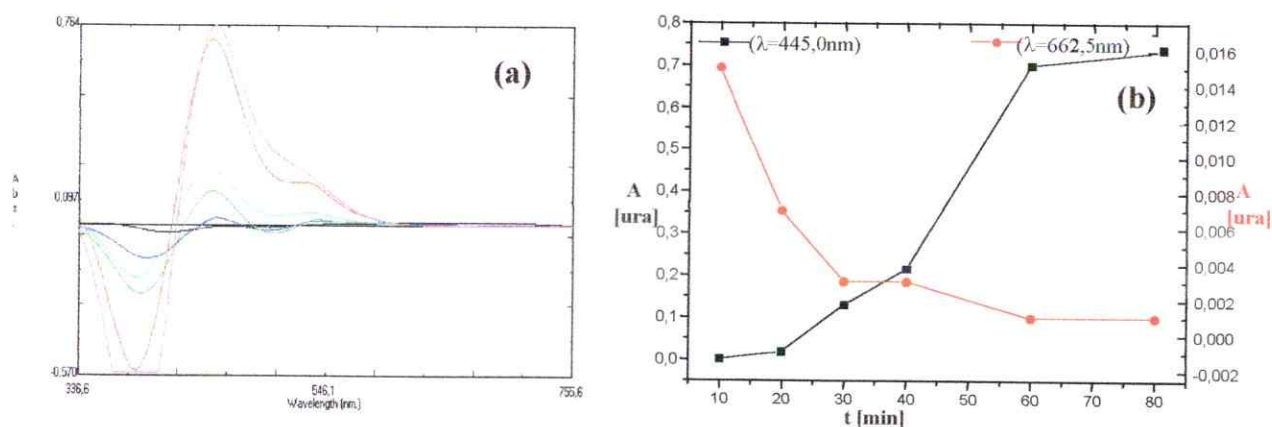 0.764
(a)
A
b
s
.
0.097
-0.570
336,6
546,1
755,6
Wavelength (nm.)
(λ=445,0nm)
(λ=662,5nm)
(b)
0,8
0,7
0,6
0,5
0,4
0,3
0,2
0,1
0,0
A
[ura]
0,016
0,014
0,012
0,010
0,008
0,006
0,004
0,002
0,000
-0,002
A
[ura]
10 20 30 40 50 60 70 80
t [min]